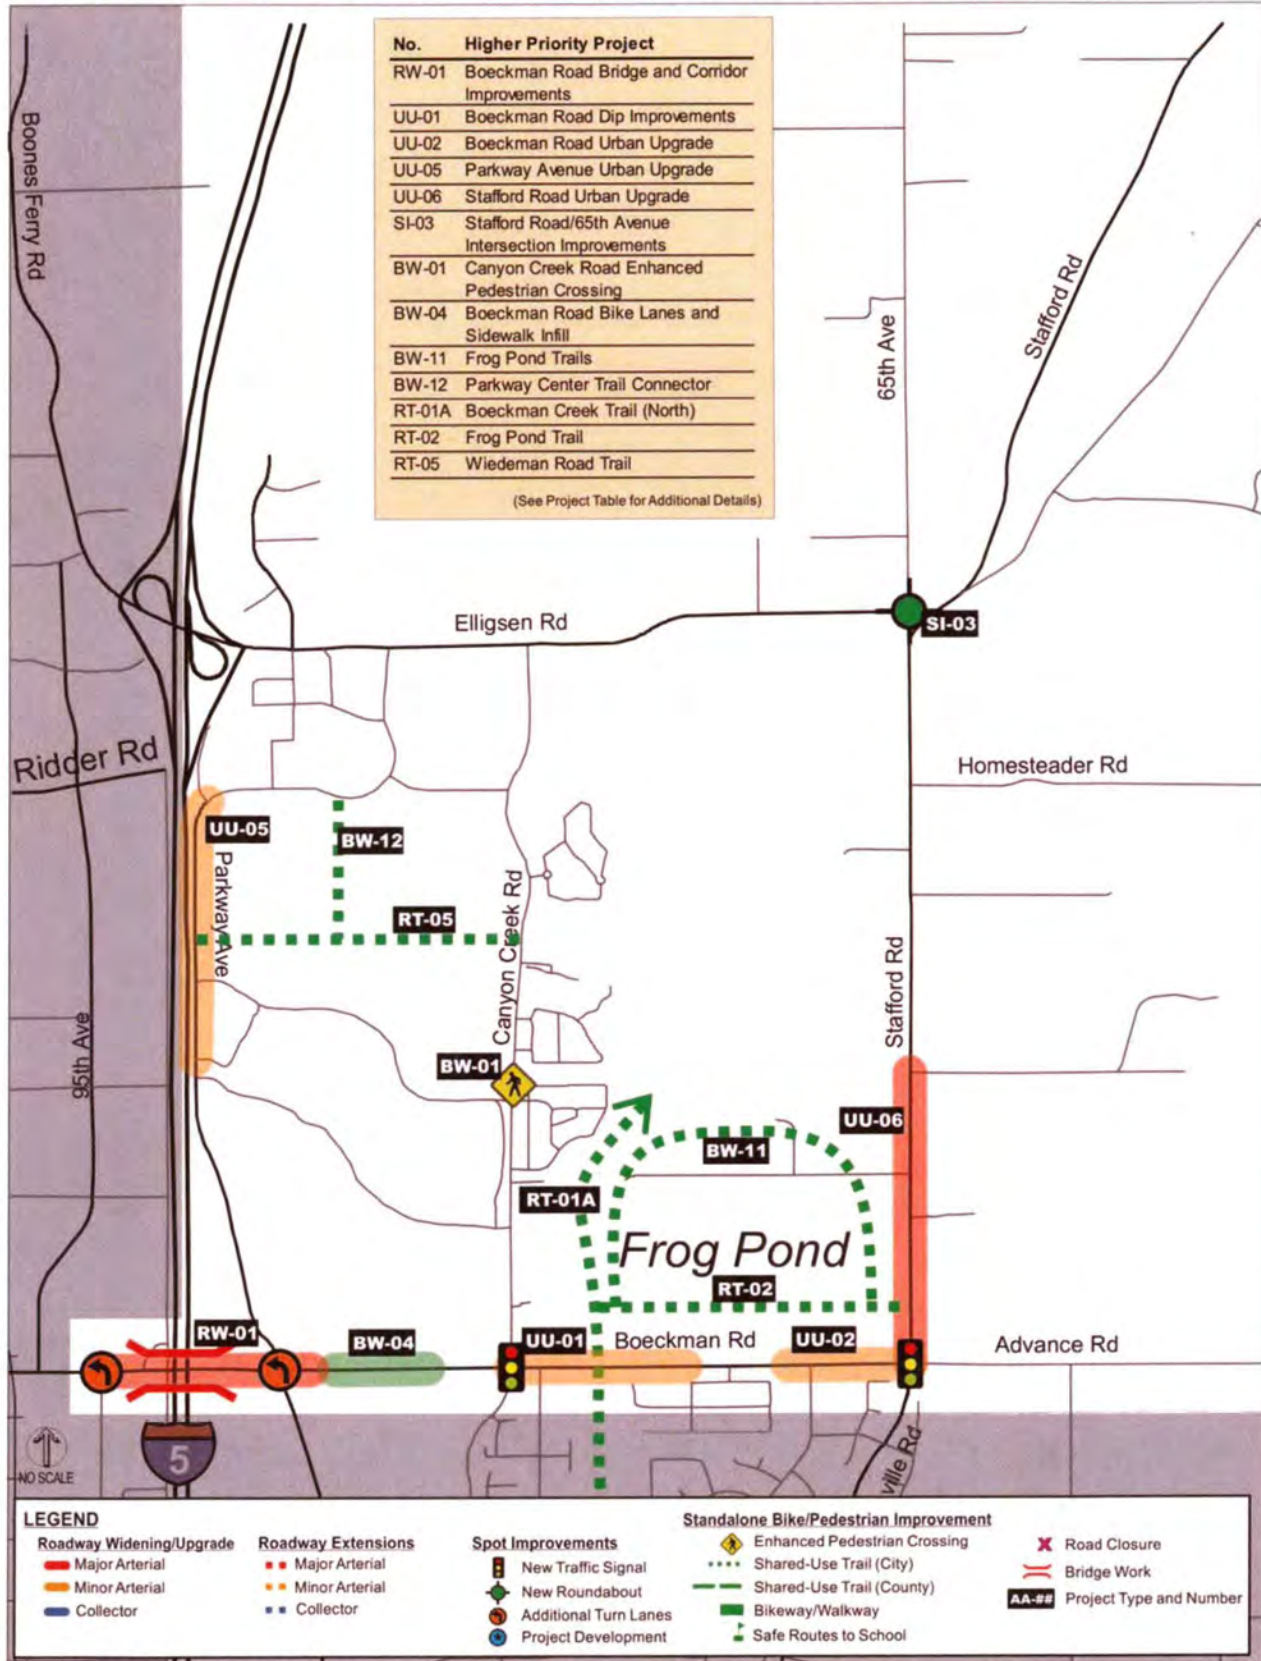 No. Higher Priority Project
RW-01 Boeckman Road Bridge and Corridor
Improvements
UU-01 Boeckman Road Dip Improvements
UU-02 Boeckman Road Urban Upgrade
UU-05 Parkway Avenue Urban Upgrade
UU-06 Stafford Road Urban Upgrade
SI-03 Stafford Road/65th Avenue
Intersection Improvements
BW-01 Canyon Creek Road Enhanced
Pedestrian Crossing
BW-04 Boeckman Road Bike Lanes and
Sidewalk Infill
BW-11 Frog Pond Trails
BW-12 Parkway Center Trail Connector
RT-01A Boeckman Creek Trail (North)
RT-02 Frog Pond Trail
RT-05 Wiedeman Road Trail
(See Project Table for Additional Details)
Boones Ferry Rd
65th Ave
Stafford Rd
Elligsen Rd
SI-03
Ridder Rd
Homesteader Rd
UU-05
BW-12
Parkway Ave
RT-05
Canyon Creek Rd
Stafford Rd
95th Ave
BW-01
UU-06
BW-11
RT-01A
Frog Pond
RT-02
RW-01
BW-04
UU-01
Boeckman Rd
UU-02
Advance Rd
5
NO SCALE
ville Rd
LEGEND
Roadway Widening/Upgrade
Major Arterial
Minor Arterial
Collector
Roadway Extensions
Major Arterial
Minor Arterial
Collector
Spot Improvements
New Traffic Signal
New Roundabout
Additional Turn Lanes
Project Development
Standalone Bike/Pedestrian Improvement
Enhanced Pedestrian Crossing
Shared-Use Trail (City)
Shared-Use Trail (County)
Bikeway/Walkway
Safe Routes to School
Road Closure
Bridge Work
AA-## Project Type and Number